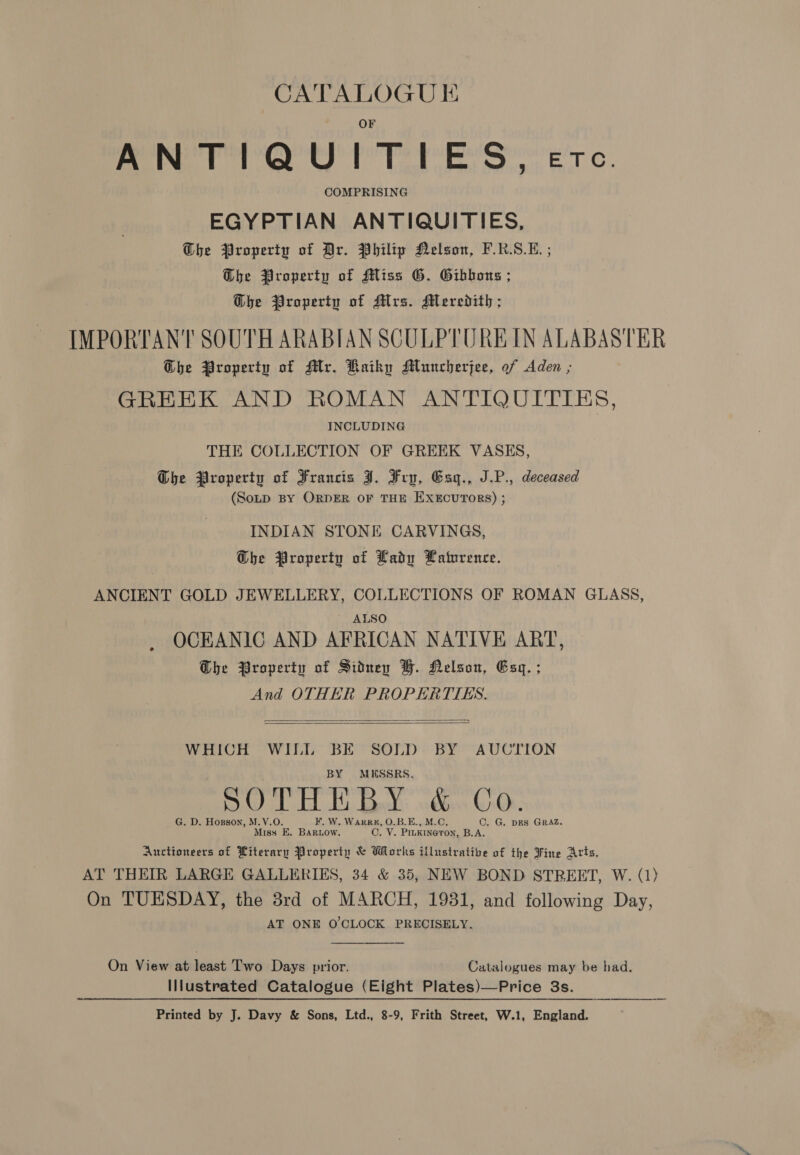 CATALOGUE
OF
ANTIQUITIES, ETC.
COMPRISING
EGYPTIAN ANTIQUITIES,
The Property of Dr. Philip Nelson, F.R.S.E. ;
The Property of Miss G. Gibbons ;
The Property of Mrs. Meredith ;
IMPORTANT SOUTH ARABIAN SCULPTURE IN ALABASTER
The Property of Mr. Kaiky Muncherjee, of Aden ;
GREEK AND ROMAN ANTIQUITIES,
INCLUDING
THE COLLECTION OF GREEK VASES,
The Property of Francis J. Fry, Esq., J.P., deceased
(SOLD BY ORDER OF THE EXECUTORS) ;
INDIAN STONE CARVINGS,
The Property of Lady Lawrence.
ANCIENT GOLD JEWELLERY, COLLECTIONS OF ROMAN GLASS,
ALSO
OCEANIC AND AFRICAN NATIVE ART,
The Property of Sidney H. Nelson, Esq. ;
And OTHER PROPERTIES.
WHICH WILL BE SOLD BY AUCTION
BY MESSRS.
SOTHEBY & CO.
G. D. HOBSON, M.V.O. F. W. WARRE, O.B.E., M.C. C. G. DES GRAZ.
MISS E. BARLOW. C. V. PILKINGTON, B.A.
Auctioneers of Literary Property & Works illustrative of the Fine Arts,
AT THEIR LARGE GALLERIES, 34 & 35, NEW BOND STREET, W. (1)
On TUESDAY, the 3rd of MARCH, 1931, and following Day,
AT ONE O'CLOCK PRECISELY.
On View at least Two Days prior. Catalogues may be had.
Illustrated Catalogue (Eight Plates)—Price 3s.
Printed by J. Davy & Sons, Ltd., 8-9, Frith Street, W.1, England.